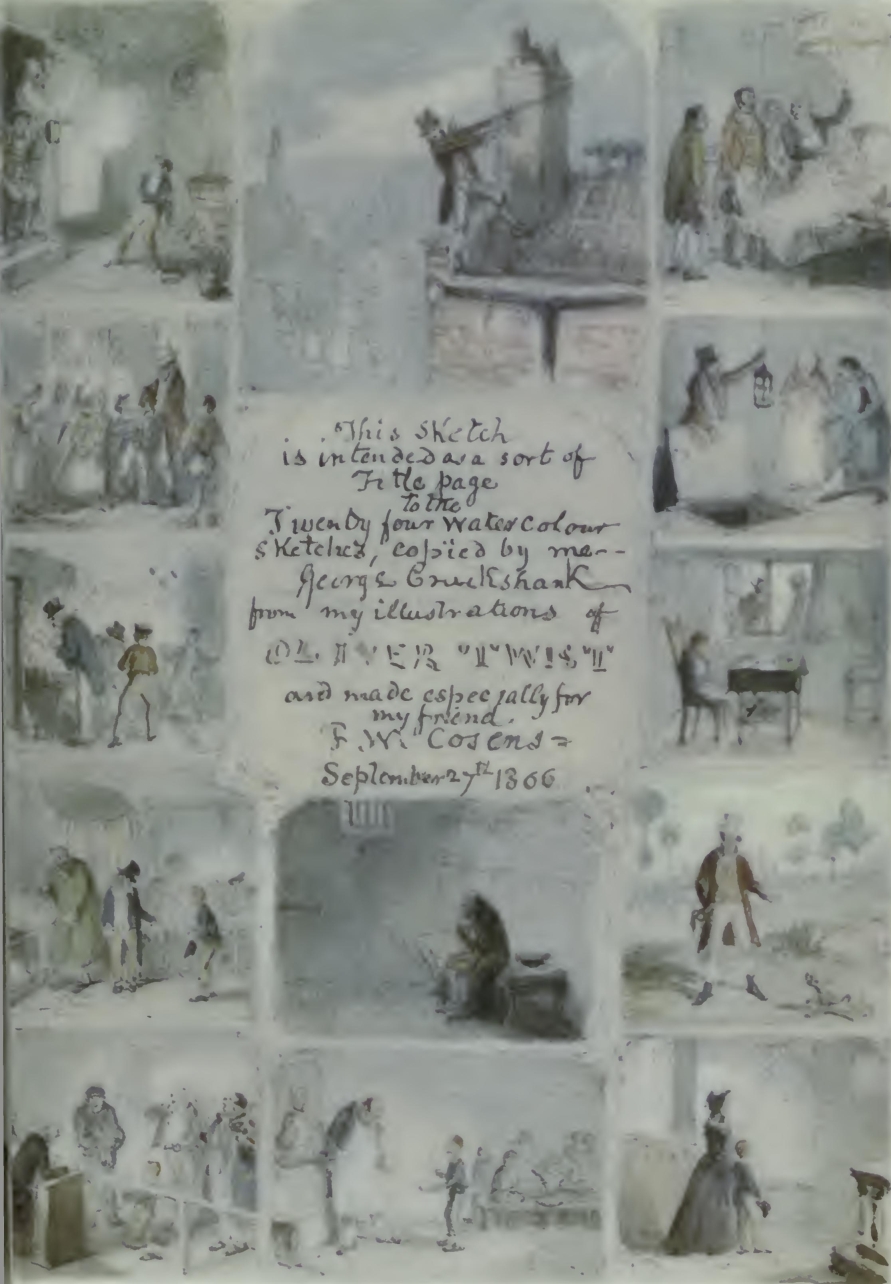 This Sketch
is intended as a sort of
Title page
to the
Twenty four Water Colour
Sketches, copied by me--
George Cruikshank
from my illustrations of
OLIVER TWIST
and made especially for
my friend.
F. W. Cosens=
September 27th 1866